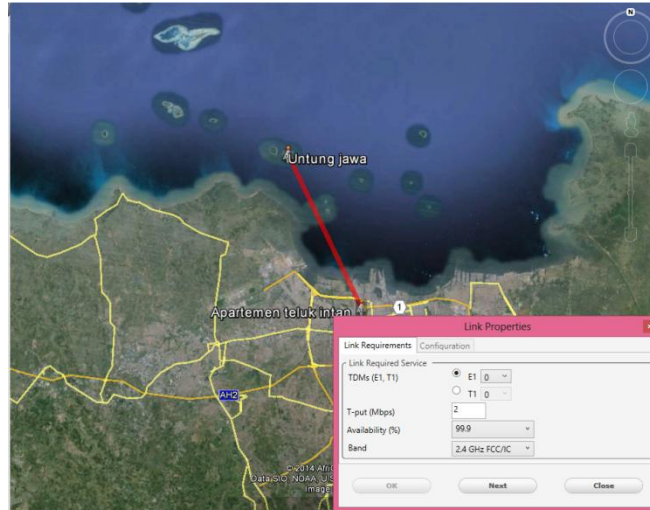 N
Untung jawa
Apartemen teluk intan
1
AH2
© 2014
Data SIO, NOAA, U.S
Image
Link Properties
Link Requirements Configuration
Link Required Service
TDMs (E1, T1) E1 0
T1 0
T-put (Mbps) 2
Availability (%) 99.9
Band 2.4 GHz FCC/IC
OK Next Close